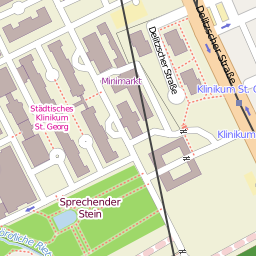 Delitzscher Straße
Delitzscher Straße
Minimarkt
Klinikum St. G
Städtisches
Klinikum
St. Georg
Klinikum
Sprechender
Stein